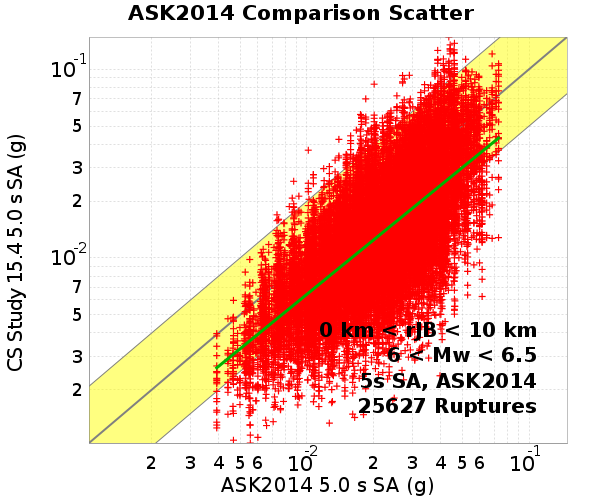 ASK2014 Comparison Scatter
CS Study 15.4 5.0 s SA (g)
10-1
7
5
3
2
10-2
7
5
3
2
0 km < rJB < 10 km
6 < Mw < 6.5
5s SA, ASK2014
25627 Ruptures
2 3 4 5 6 10-2 2 3 4 5 6 10-1
ASK2014 5.0 s SA (g)